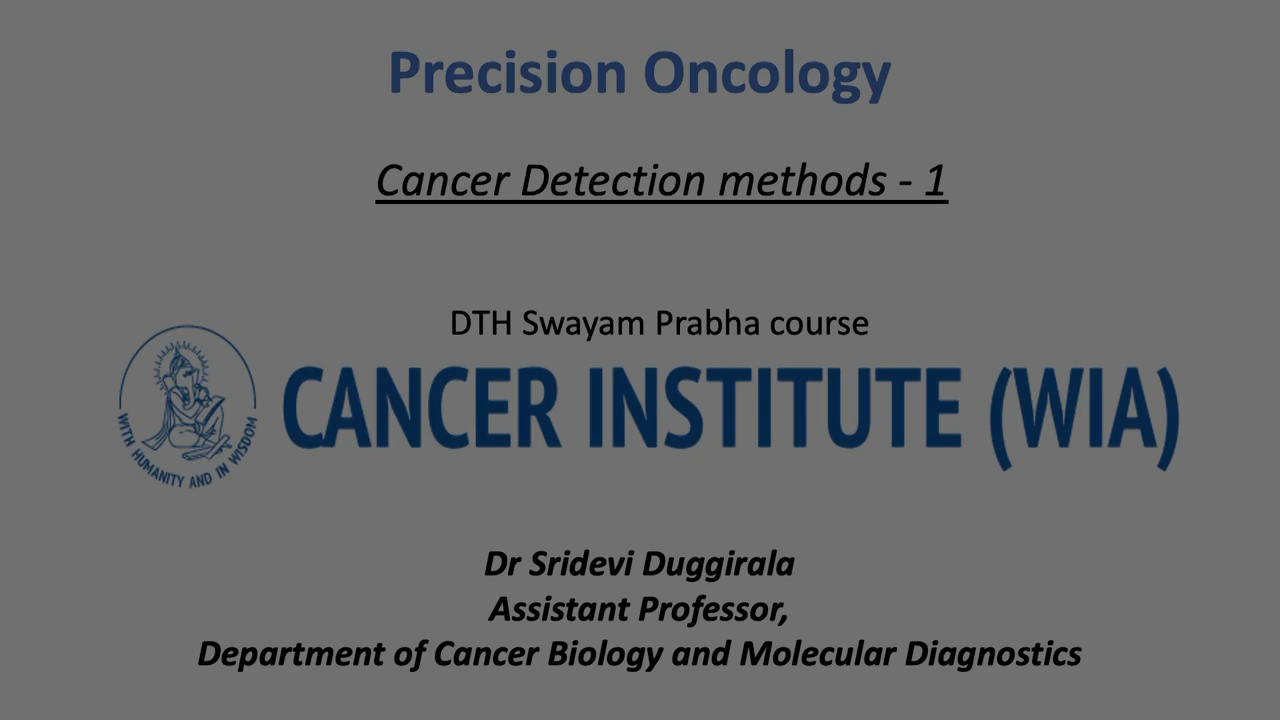 Precision Oncology
Cancer Detection methods - 1
DTH Swayam Prabha course
CANCER INSTITUTE (WIA)
WITH HUMANITY AND IN WISDOM
Dr Sridevi Duggirala
Assistant Professor,
Department of Cancer Biology and Molecular Diagnostics